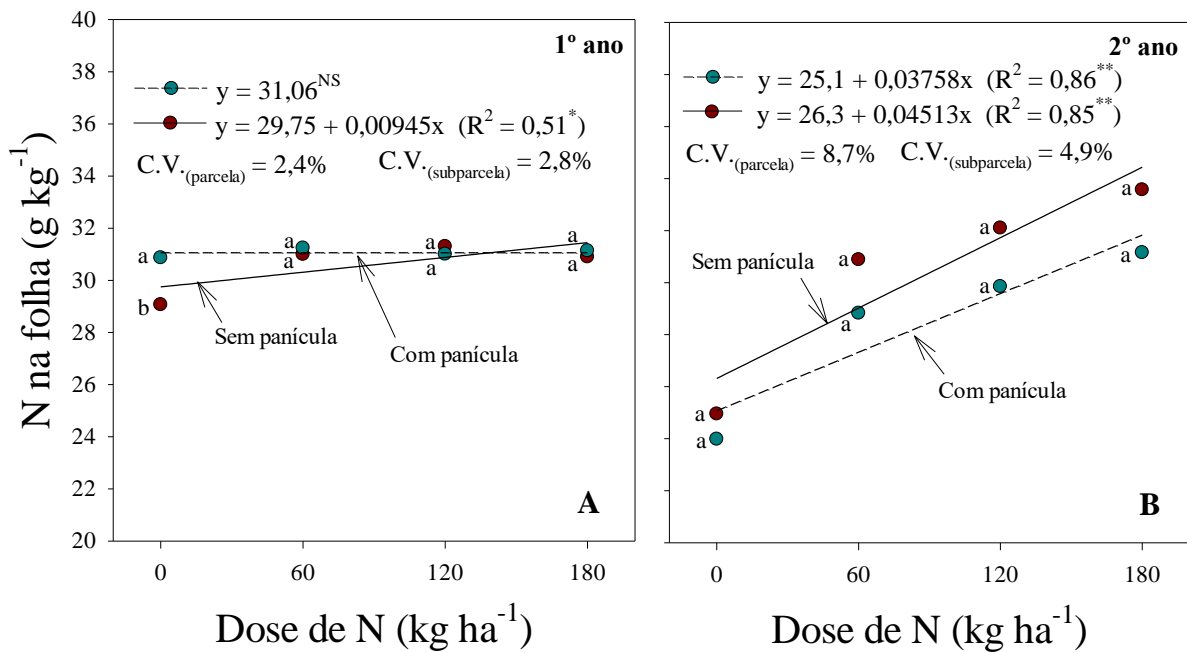 1º ano
y = 31,06^NS
y = 29,75 + 0,00945x (R² = 0,51*)
C.V.(parcela) = 2,4% C.V.(subparcela) = 2,8%
40
38
36
34
32
30
28
26
24
22
20
N na folha (g kg⁻¹)
a
a
a
a
a
a
a
b
Sem panícula
Com panícula
A
0
60
120
180
Dose de N (kg ha⁻¹)
2º ano
y = 25,1 + 0,03758x (R² = 0,86**)
y = 26,3 + 0,04513x (R² = 0,85**)
C.V.(parcela) = 8,7% C.V.(subparcela) = 4,9%
a
a
a
a
a
a
a
a
Sem panícula
Com panícula
B
0
60
120
180
Dose de N (kg ha⁻¹)